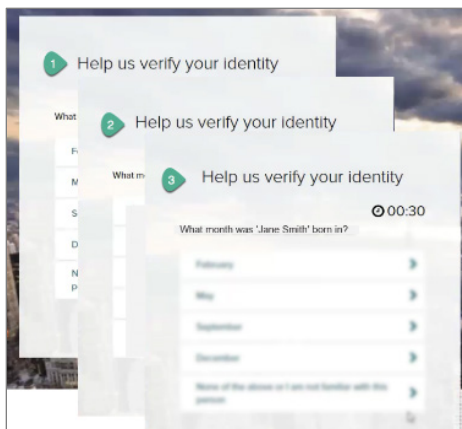 1 Help us verify your identity
What
F
M
S
D
N
P
2 Help us verify your identity
What m
3 Help us verify your identity
00:30
What month was 'Jane Smith' born in?
February
May
September
December
None of the above or I am not familiar with this
person